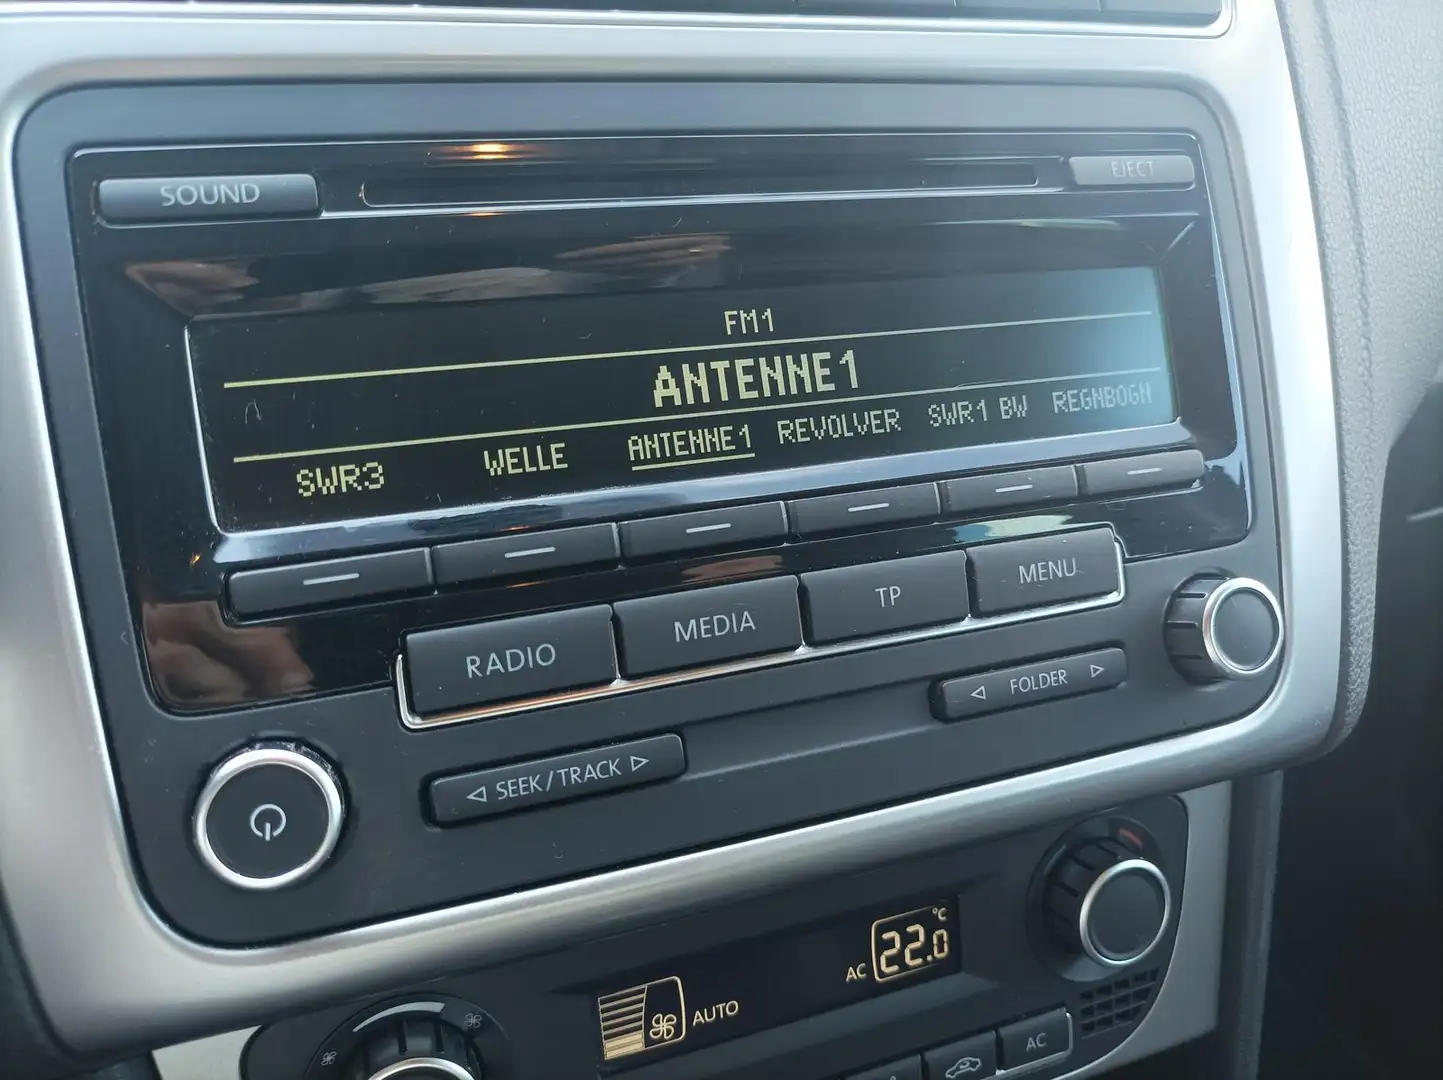 SOUND
EJECT
FM1
ANTENNE1
SWR3 WELLE ANTENNE1 REVOLVER SWR1 BW REGNBOGN
RADIO MEDIA TP MENU
◁ SEEK/TRACK ▷
◁ FOLDER ▷
AUTO
AC 22.0 °C
AC